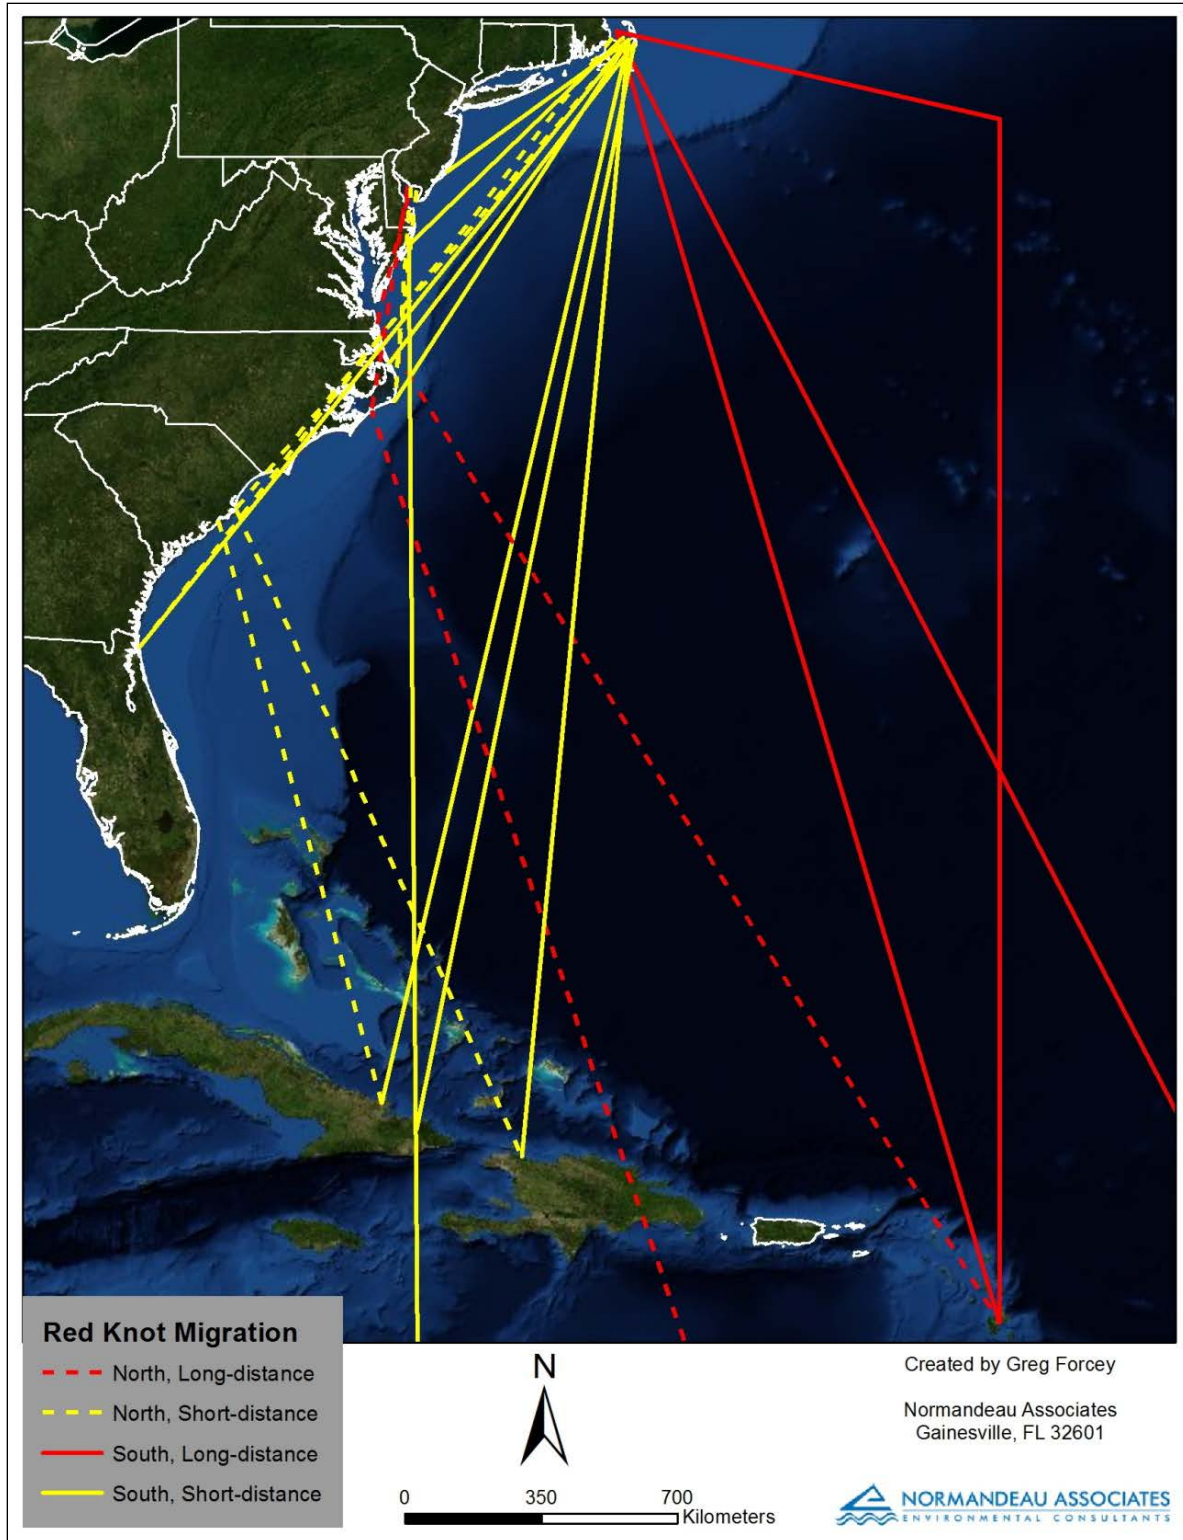 Red Knot Migration
North, Long-distance
North, Short-distance
South, Long-distance
South, Short-distance
N
0 350 700
Kilometers
Created by Greg Forcey
Normandeau Associates
Gainesville, FL 32601
NORMANDEAU ASSOCIATES
ENVIRONMENTAL CONSULTANTS